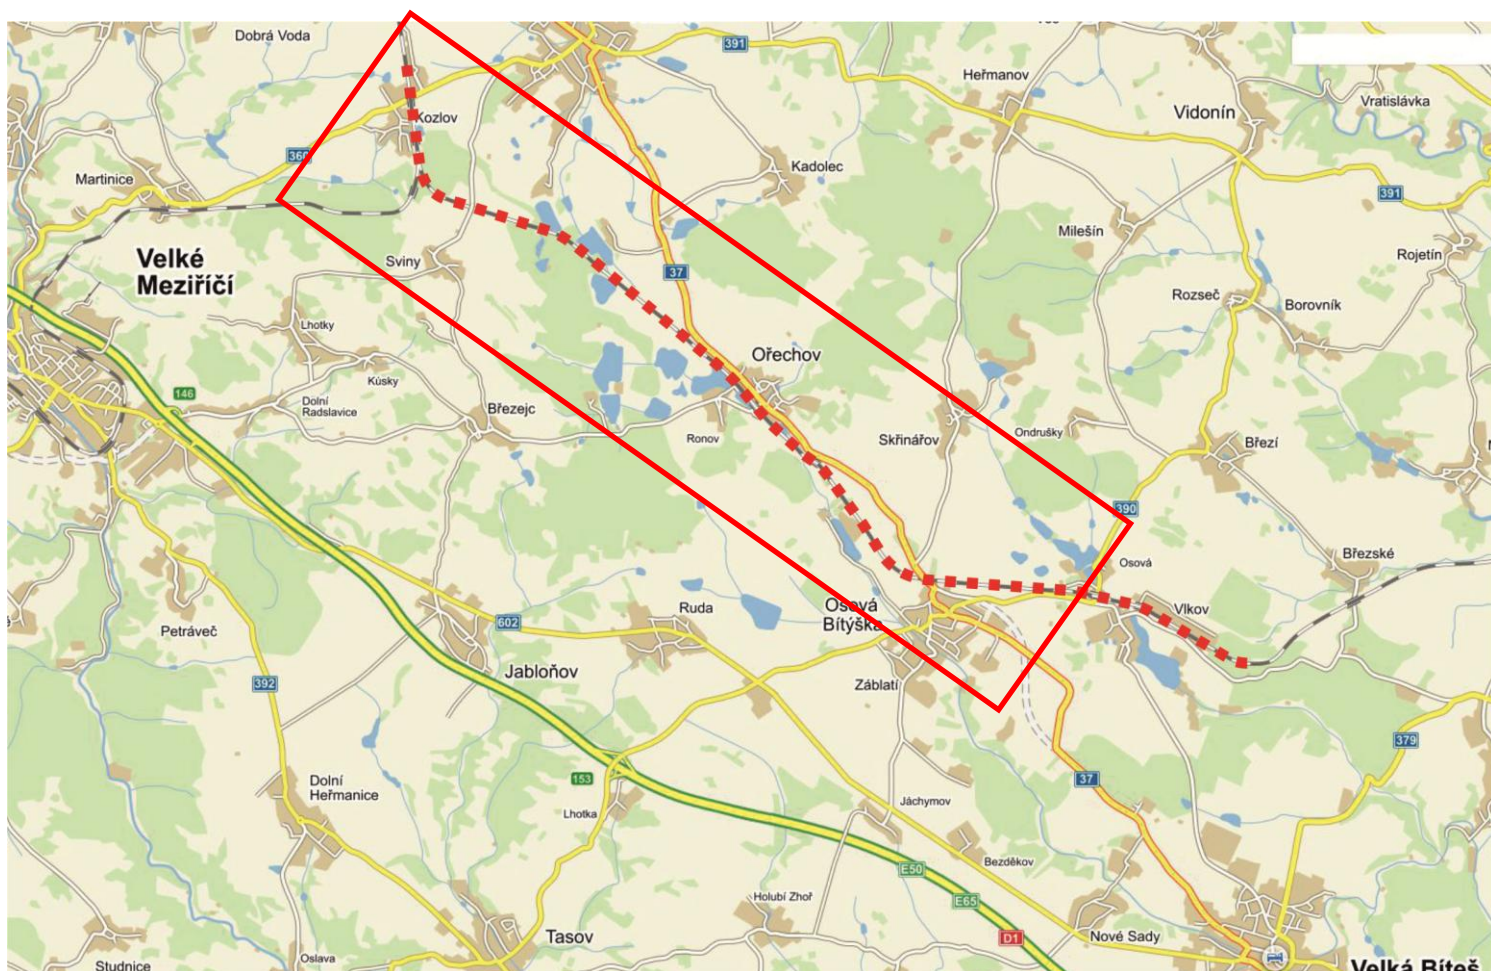 Dobrá Voda
391
Heřmanov
Vratislávka
Vidonín
Kozlov
360
Kadolec
Martinice
391
Milešín
Velké
Meziříčí
Sviny
37
Rojetín
Rozseč
Borovník
Lhotky
Ořechov
Kúsky
146
Dolní
Radslavice
Březejc
Ronov
Skřinářov
Ondrušky
Březí
390
Březské
Osová
Osová
Bítýška
Ruda
Vlkov
602
Petráveč
Jabloňov
Záblatí
392
379
153
37
Dolní
Heřmanice
Lhotka
Jáchymov
Bezděkov
E50
Holubí Zhoř
E65
Tasov
D1
Nové Sady
Oslava
Studnice
Velká Bíteš